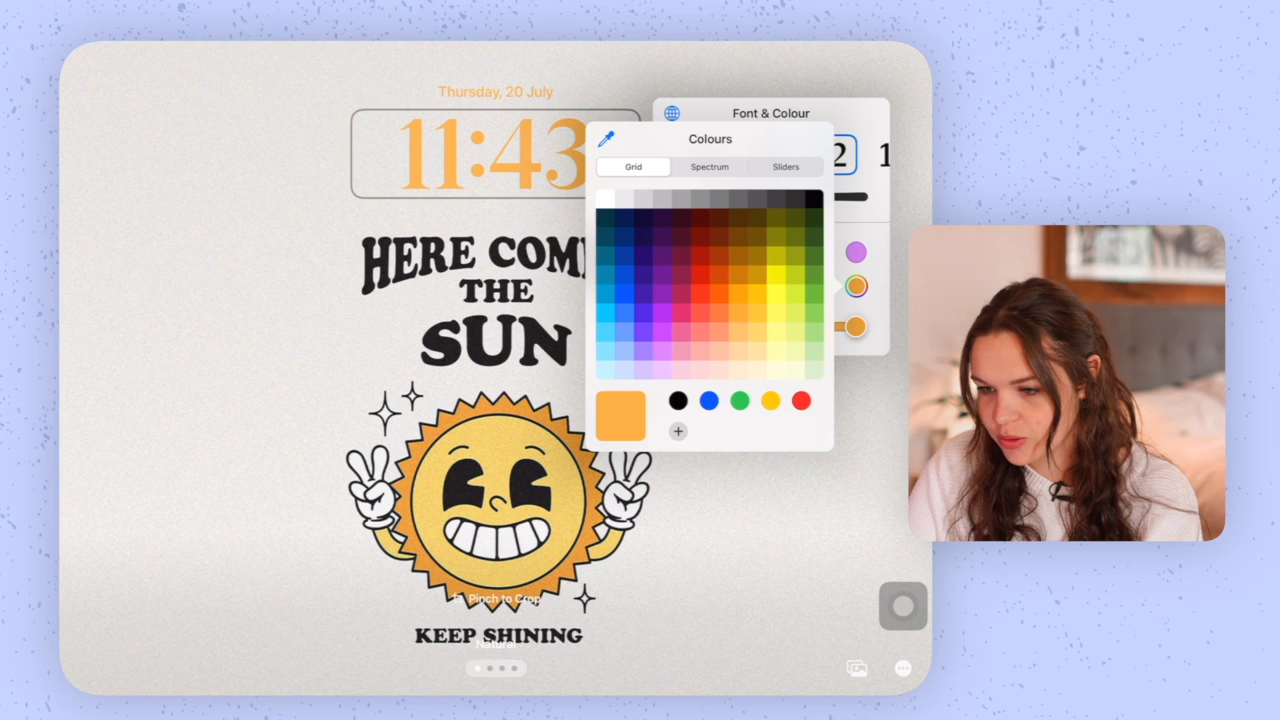 Thursday, 20 July
11:43
Font & Colour
2 1
Colours
Grid Spectrum Sliders
HERE COM
THE
SUN
Pinch to Crop
KEEP SHINING
Natural